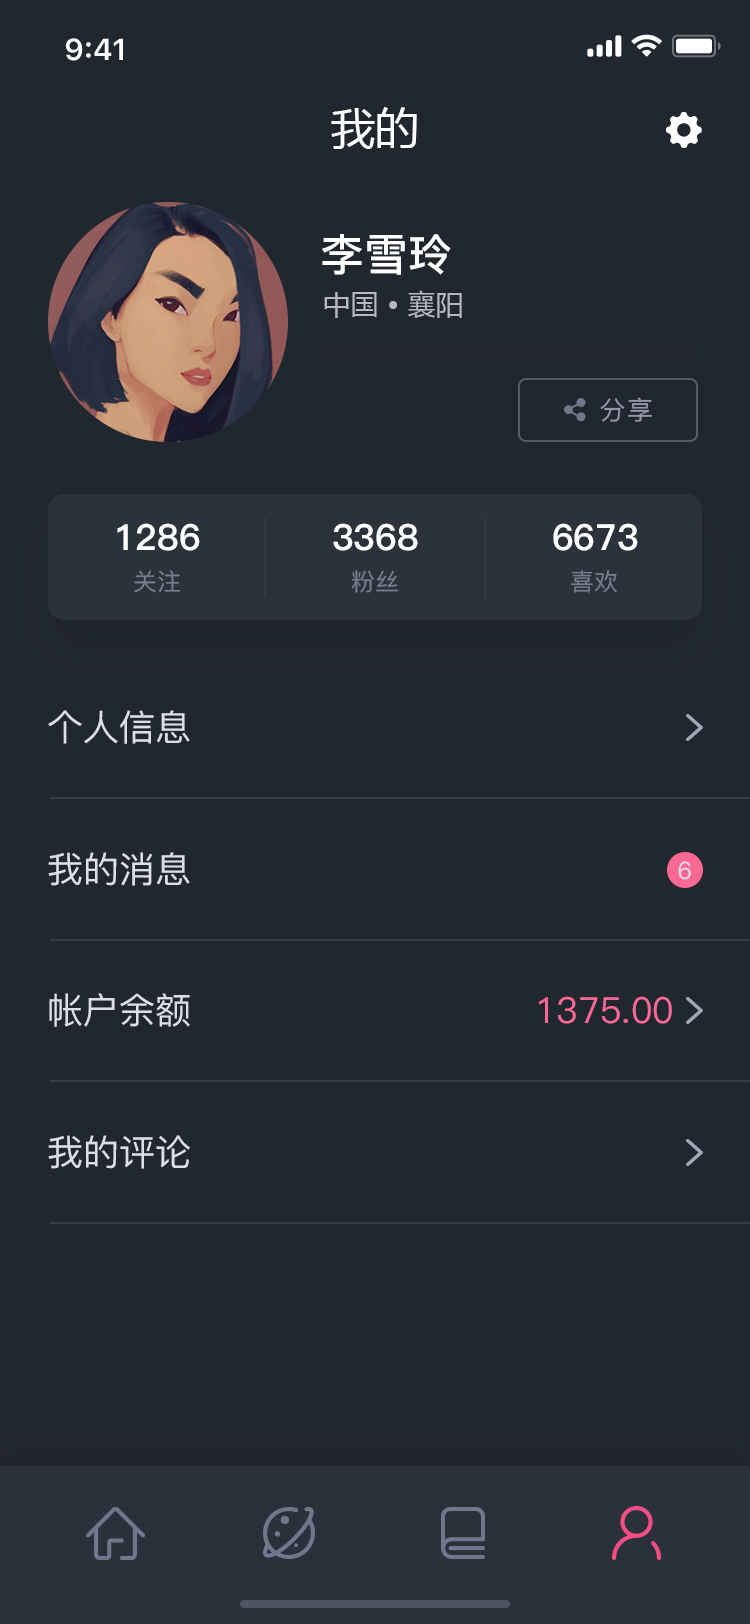 9:41
我的
李雪玲
中国•襄阳
分享
1286 3368 6673
关注 粉丝 喜欢
个人信息
我的消息 6
帐户余额 1375.00
我的评论